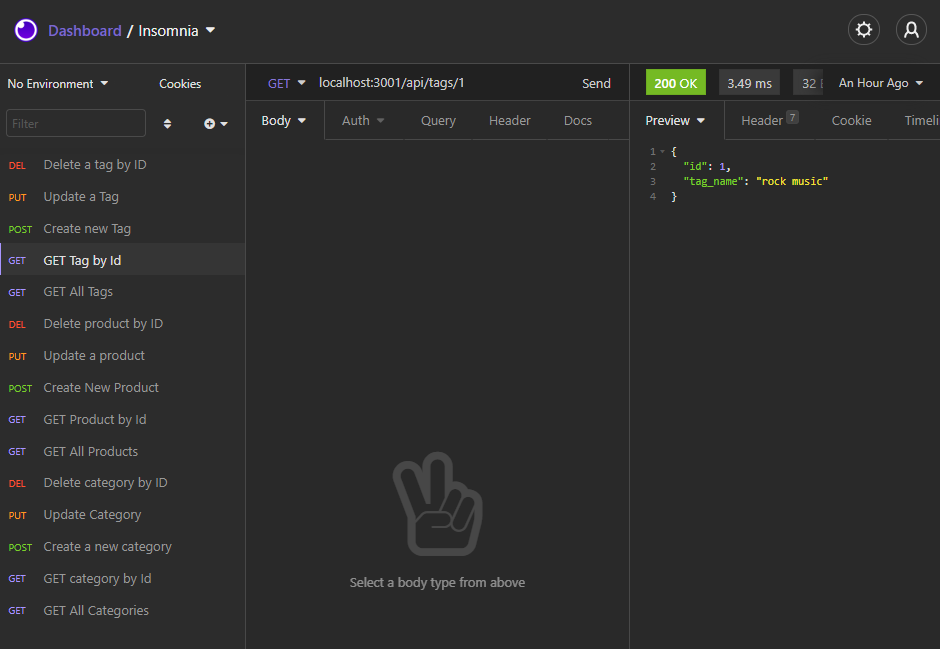 Dashboard / Insomnia
No Environment
Cookies
Filter
DEL Delete a tag by ID
PUT Update a Tag
POST Create new Tag
GET GET Tag by Id
GET GET All Tags
DEL Delete product by ID
PUT Update a product
POST Create New Product
GET GET Product by Id
GET GET All Products
DEL Delete category by ID
PUT Update Category
POST Create a new category
GET GET category by Id
GET GET All Categories
GET localhost:3001/api/tags/1 Send
Body Auth Query Header Docs
Select a body type from above
200 OK 3.49 ms 32 An Hour Ago
Preview Header 7 Cookie Timeli
1 {
2 "id": 1,
3 "tag_name": "rock music"
4 }